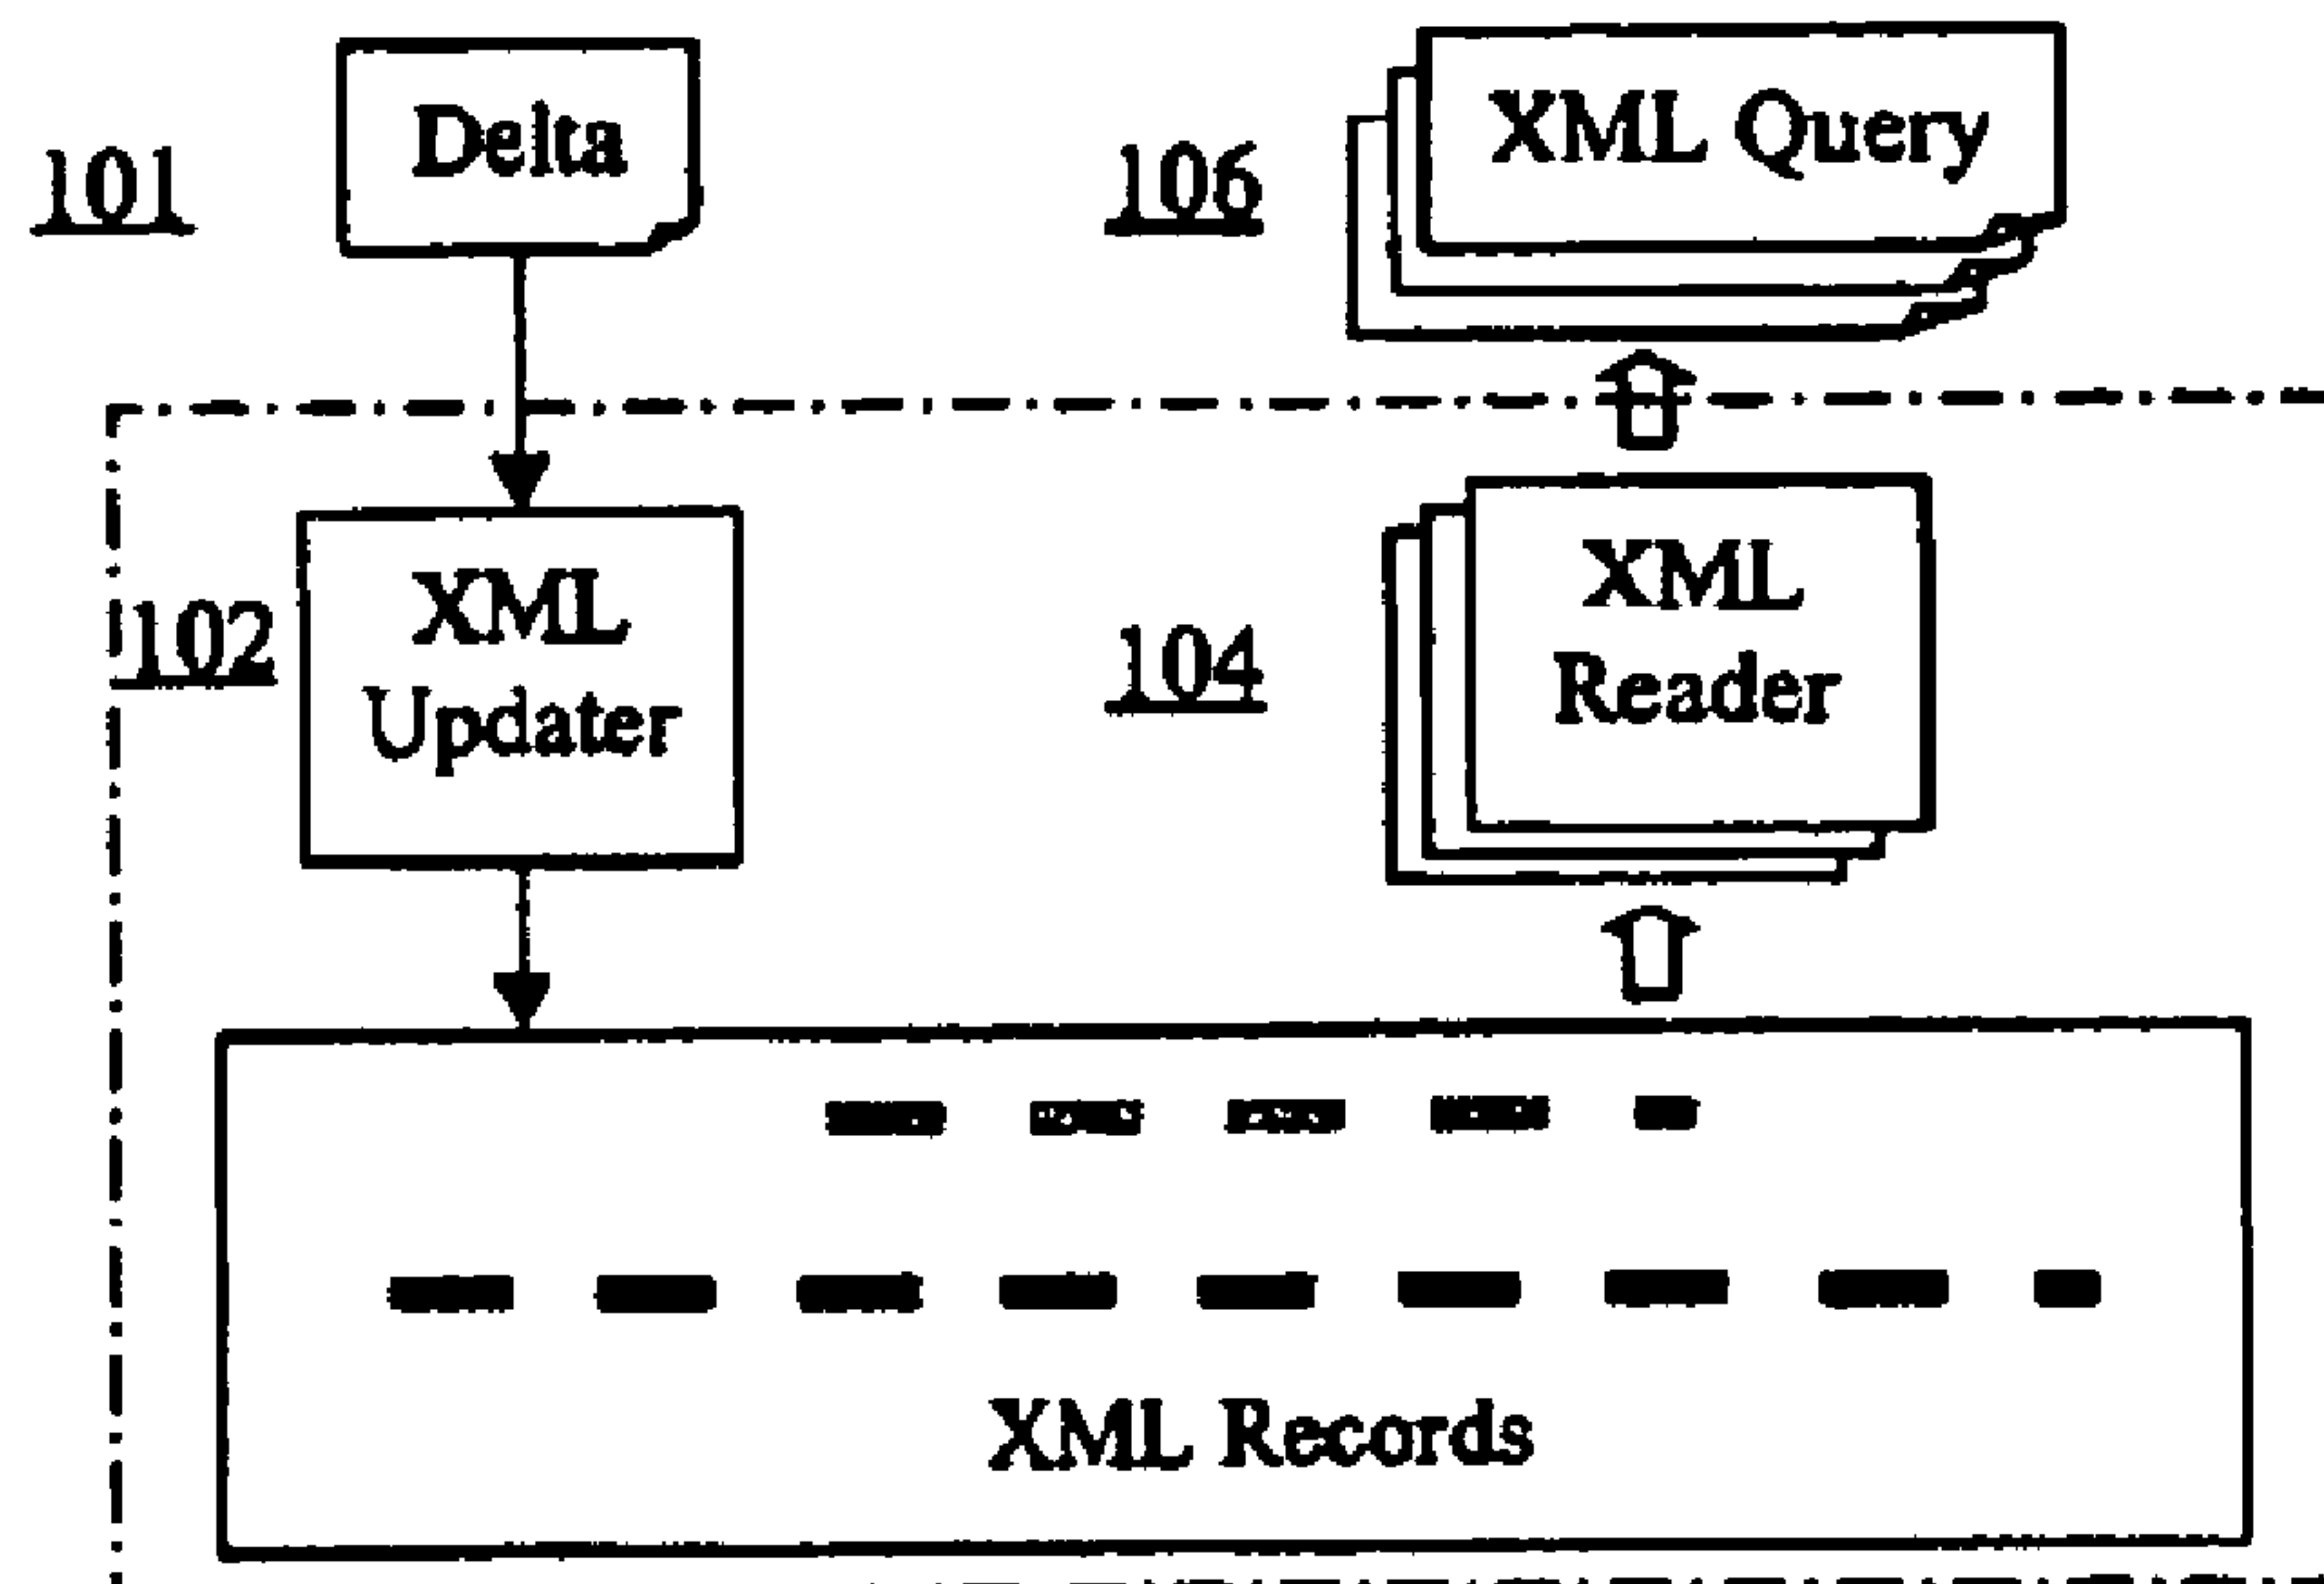 101
Delta
106
XML Query
102
XML
Updater
104
XML
Reader
XML Records